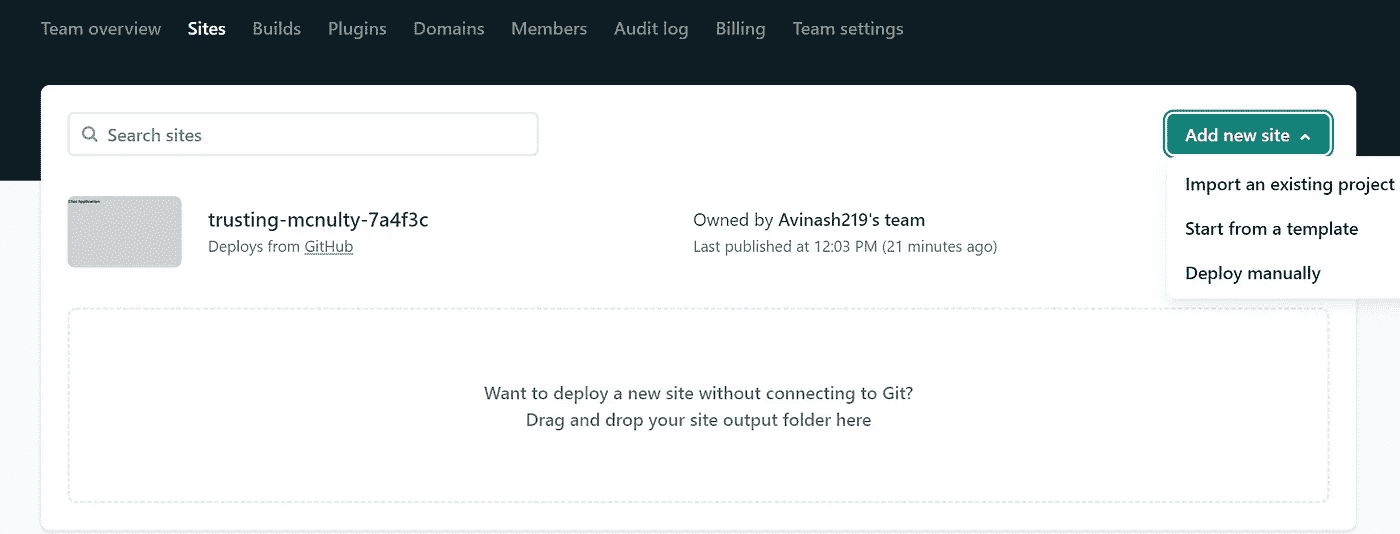 Team overview Sites Builds Plugins Domains Members Audit log Billing Team settings
Search sites
Add new site
Import an existing project
Start from a template
Deploy manually
Chat Application
trusting-mcnulty-7a4f3c
Deploys from GitHub
Owned by Avinash219's team
Last published at 12:03 PM (21 minutes ago)
Want to deploy a new site without connecting to Git?
Drag and drop your site output folder here